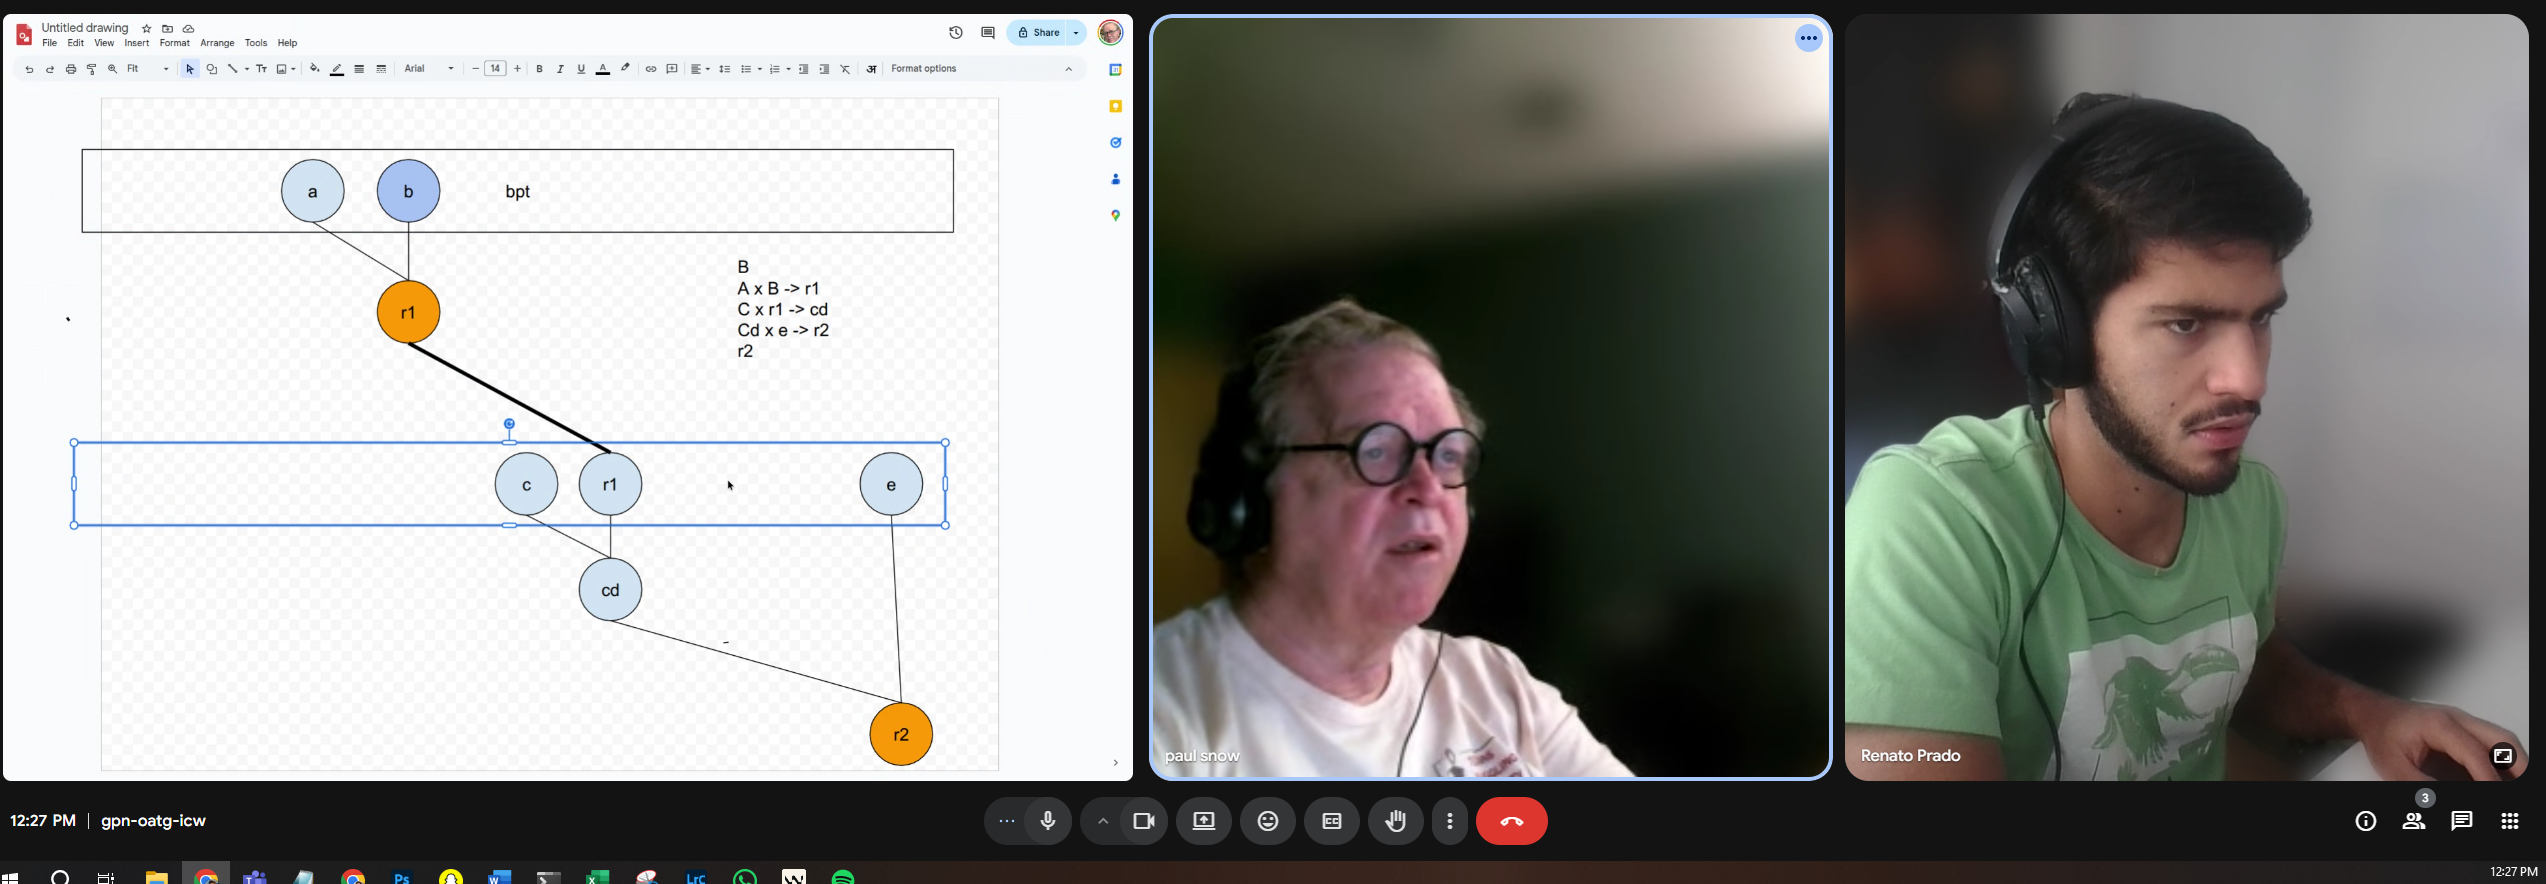 Untitled drawing
File Edit View Insert Format Arrange Tools Help
Share
Fit
Arial
14
B I U A
Format options
a
b
bpt
B
A x B -> r1
C x r1 -> cd
Cd x e -> r2
r2
r1
c
r1
e
cd
r2
paul snow
Renato Prado
12:27 PM | gpn-oatg-icw
3
Ps
Lrc
12:27 PM